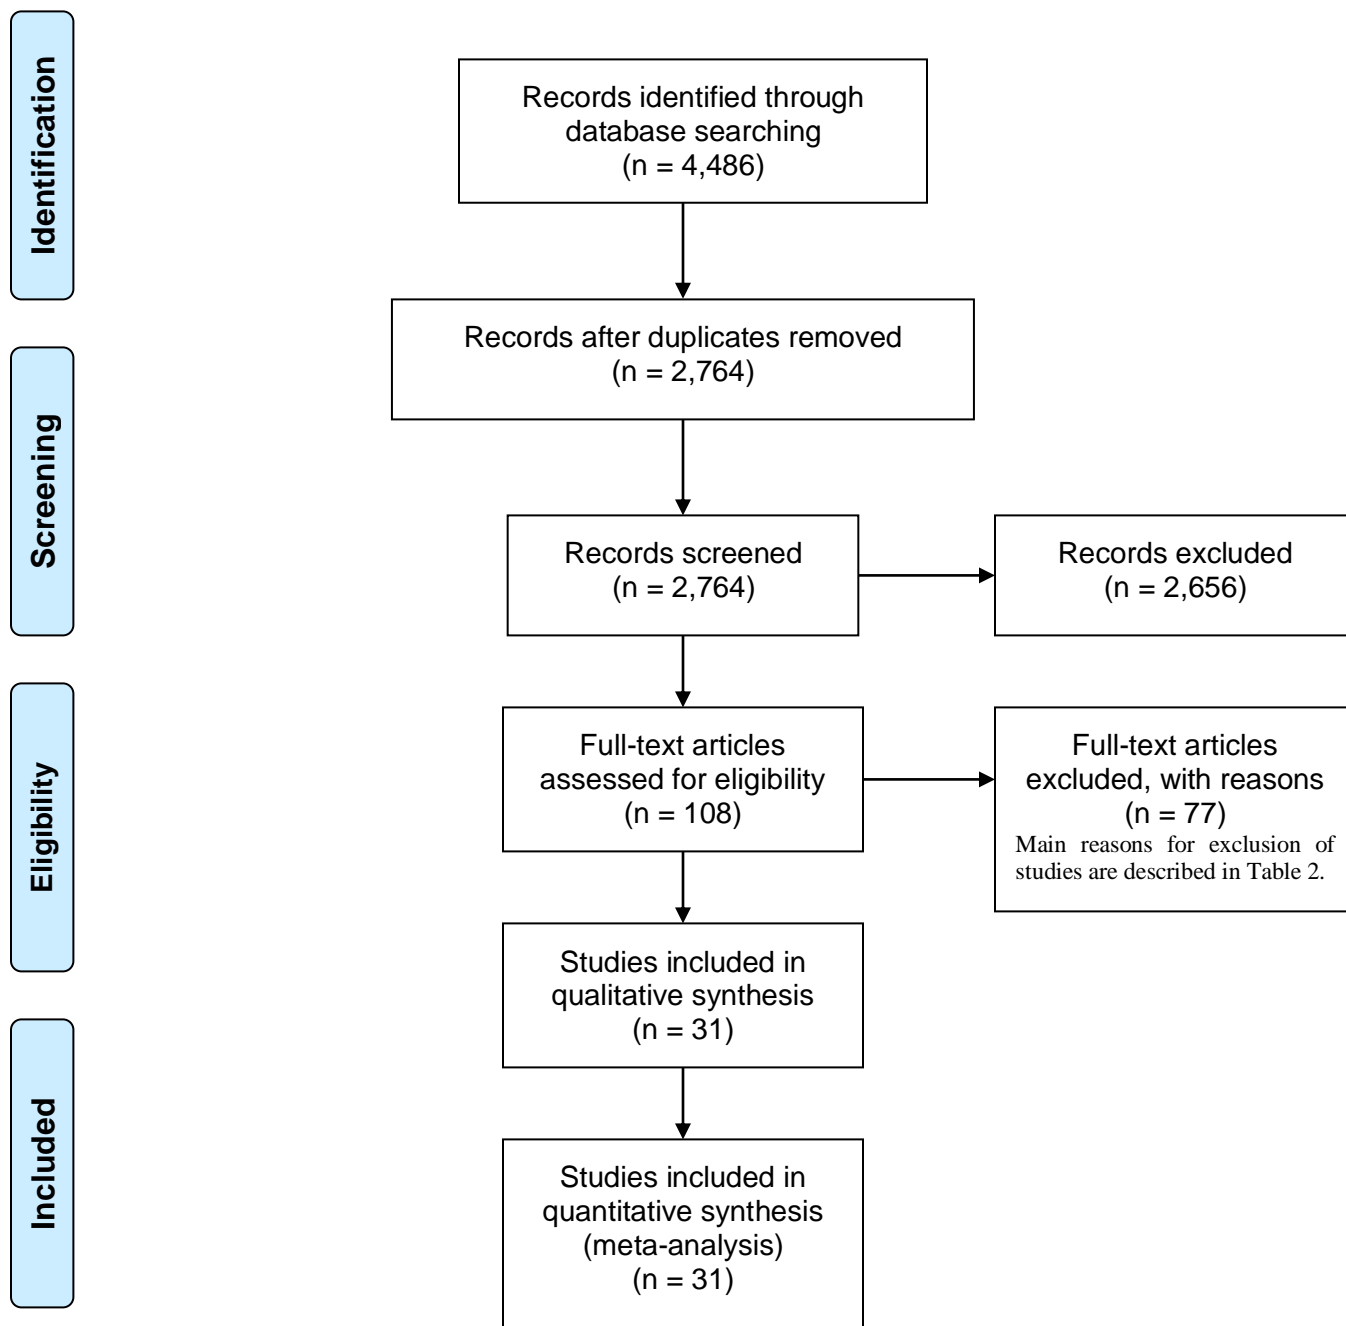 Identification
Records identified through
database searching
(n = 4,486)
Records after duplicates removed
(n = 2,764)
Screening
Records screened
(n = 2,764)
Records excluded
(n = 2,656)
Eligibility
Full-text articles
assessed for eligibility
(n = 108)
Full-text articles
excluded, with reasons
(n = 77)
Main reasons for exclusion of
studies are described in Table 2.
Studies included in
qualitative synthesis
(n = 31)
Included
Studies included in
quantitative synthesis
(meta-analysis)
(n = 31)